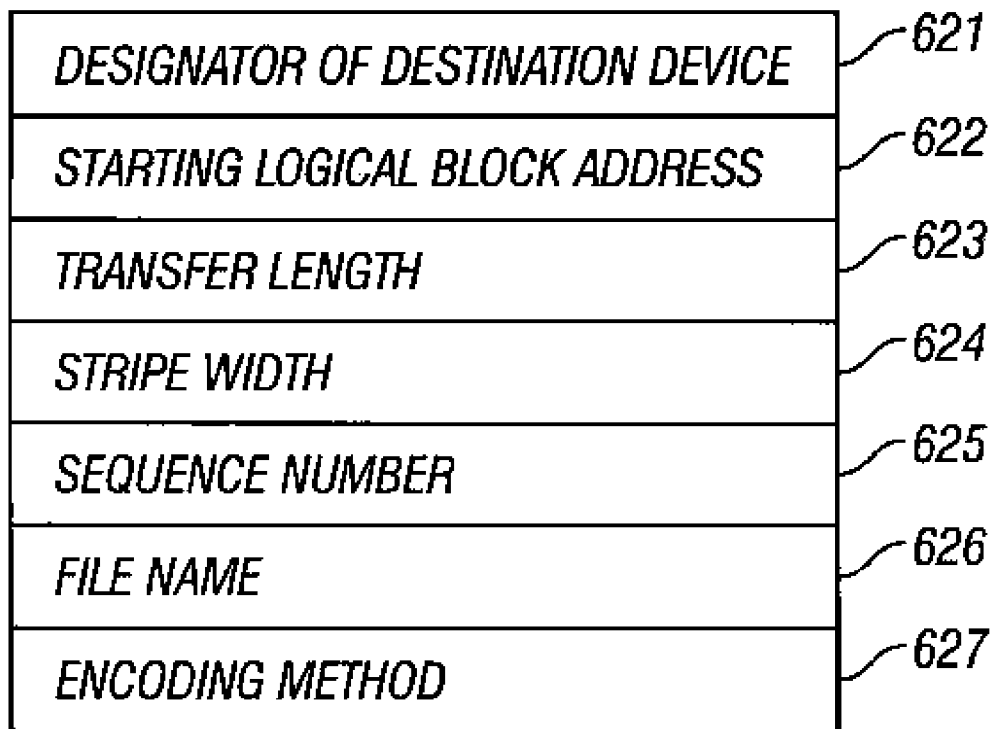 DESIGNATOR OF DESTINATION DEVICE 621
STARTING LOGICAL BLOCK ADDRESS 622
TRANSFER LENGTH 623
STRIPE WIDTH 624
SEQUENCE NUMBER 625
FILE NAME 626
ENCODING METHOD 627